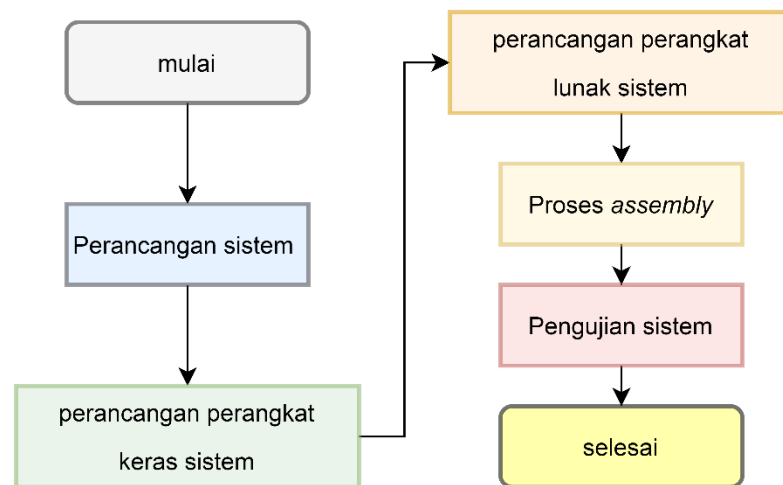 mulai
Perancangan sistem
perancangan perangkat
keras sistem
perancangan perangkat
lunak sistem
Proses assembly
Pengujian sistem
selesai